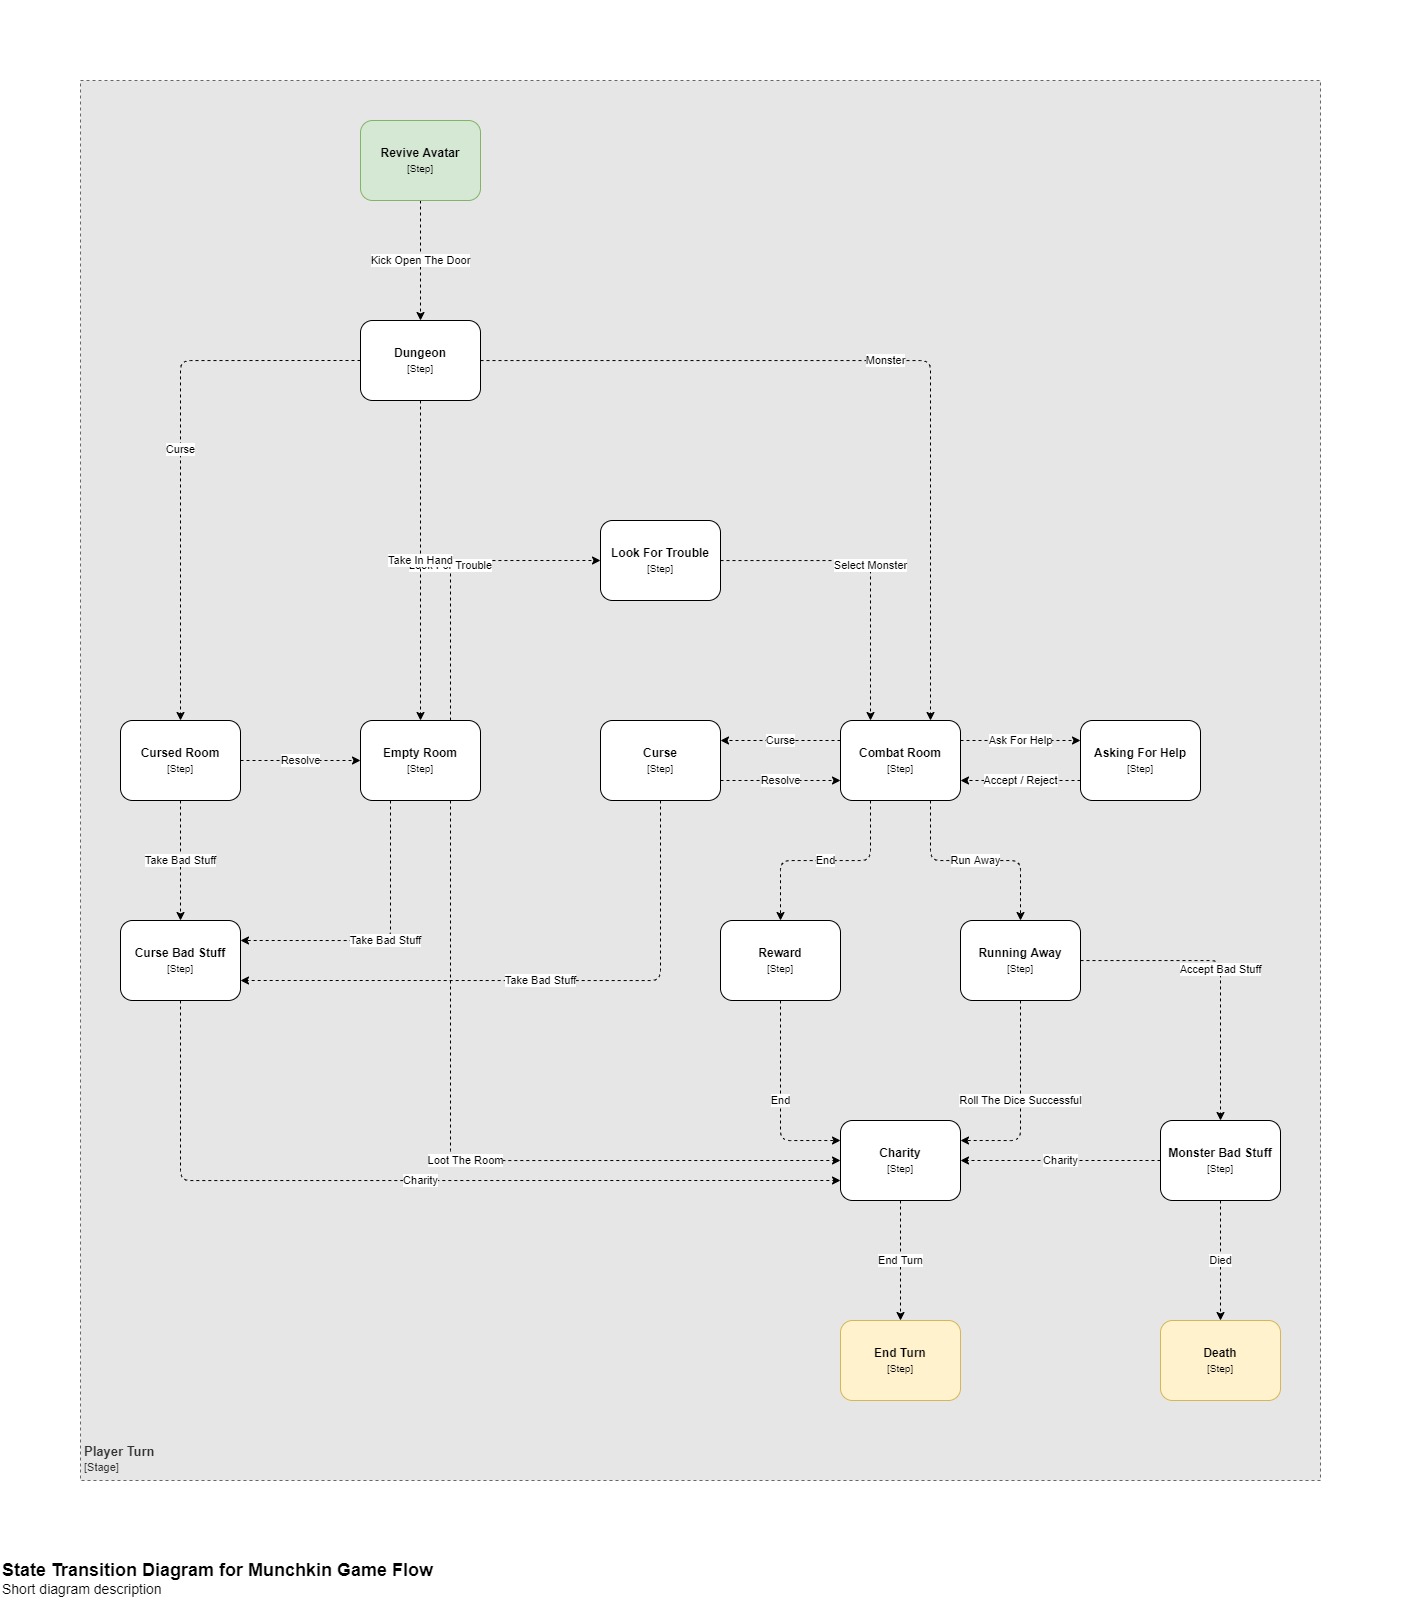 Revive Avatar
[Step]
Kick Open The Door
Dungeon
[Step]
Monster
Curse
Look For Trouble
[Step]
Take In Hand
Look For Trouble
Select Monster
Cursed Room
[Step]
Resolve
Empty Room
[Step]
Curse
[Step]
Curse
Resolve
Combat Room
[Step]
Ask For Help
Accept / Reject
Asking For Help
[Step]
Take Bad Stuff
End
Run Away
Curse Bad Stuff
[Step]
Take Bad Stuff
Take Bad Stuff
Reward
[Step]
Running Away
[Step]
Accept Bad Stuff
End
Roll The Dice Successful
Loot The Room
Charity
Charity
[Step]
Charity
Monster Bad Stuff
[Step]
End Turn
Died
End Turn
[Step]
Death
[Step]
Player Turn
[Stage]
State Transition Diagram for Munchkin Game Flow
Short diagram description